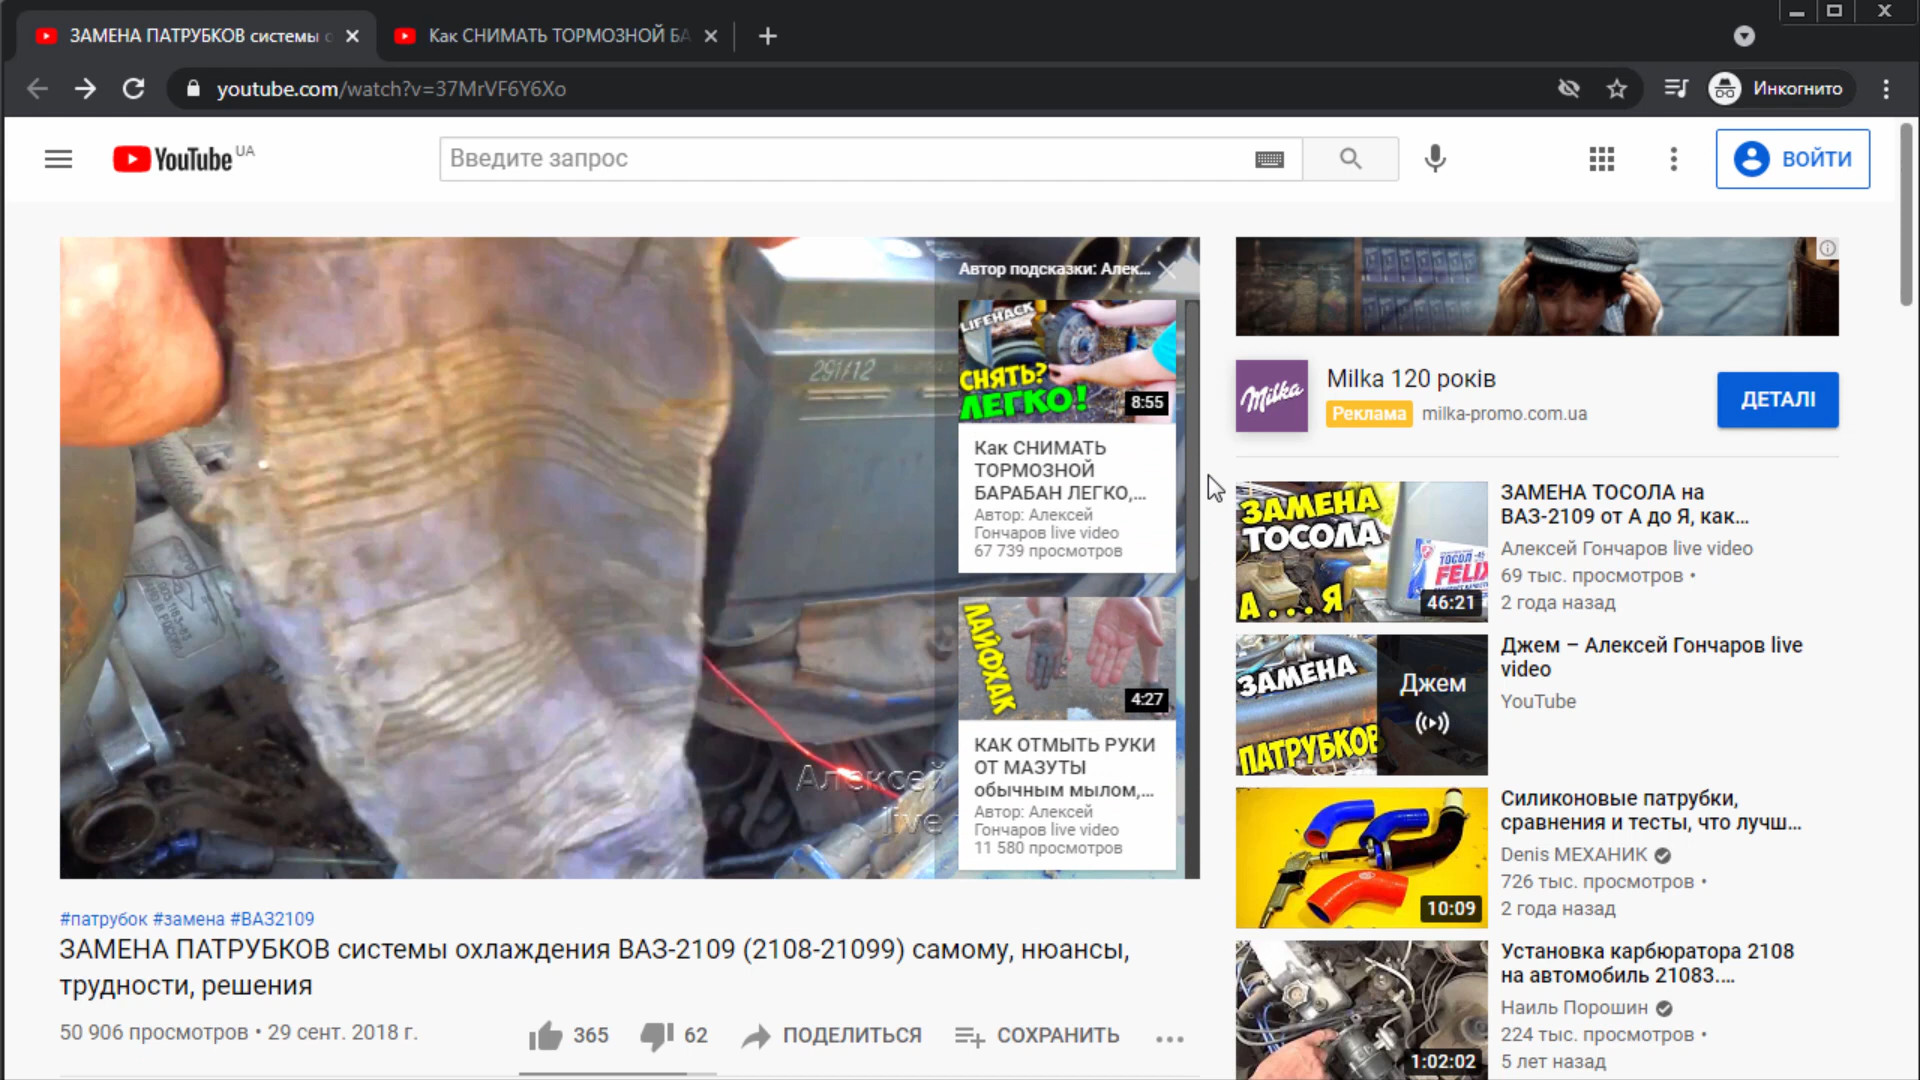 ЗАМЕНА ПАТРУБКОВ системы о
Как СНИМАТЬ ТОРМОЗНОЙ БА
youtube.com/watch?v=37MrVF6Y6Xo
Инкогнито
YouTube UA
Введите запрос
ВОЙТИ
291/12
Автор подсказки: Алек...
LIFEHACK
СНЯТЬ?
ЛЕГКО!
8:55
Как СНИМАТЬ
ТОРМОЗНОЙ
БАРАБАН ЛЕГКО,...
Автор: Алексей
Гончаров live video
67 739 просмотров
ЛАЙФХАК
4:27
КАК ОТМЫТЬ РУКИ
ОТ МАЗУТЫ
обычным мылом,...
Автор: Алексей
Гончаров live video
11 580 просмотров
Алексей
live
#патрубок #замена #ВАЗ2109
ЗАМЕНА ПАТРУБКОВ системы охлаждения ВАЗ-2109 (2108-21099) самому, нюансы,
трудности, решения
50 906 просмотров • 29 сент. 2018 г.
365
62
ПОДЕЛИТЬСЯ
СОХРАНИТЬ
Milka
Milka 120 років
Реклама milka-promo.com.ua
ДЕТАЛІ
ЗАМЕНА
ТОСОЛА
ТОСОЛ
FELIX
А...Я
46:21
ЗАМЕНА ТОСОЛА на
ВАЗ-2109 от А до Я, как...
Алексей Гончаров live video
69 тыс. просмотров •
2 года назад
ЗАМЕНА
ПАТРУБКОВ
Джем
Джем – Алексей Гончаров live
video
YouTube
10:09
Силиконовые патрубки,
сравнения и тесты, что лучш...
Denis МЕХАНИК
726 тыс. просмотров •
2 года назад
1:02:02
Установка карбюратора 2108
на автомобиль 21083....
Наиль Порошин
224 тыс. просмотров •
5 лет назад